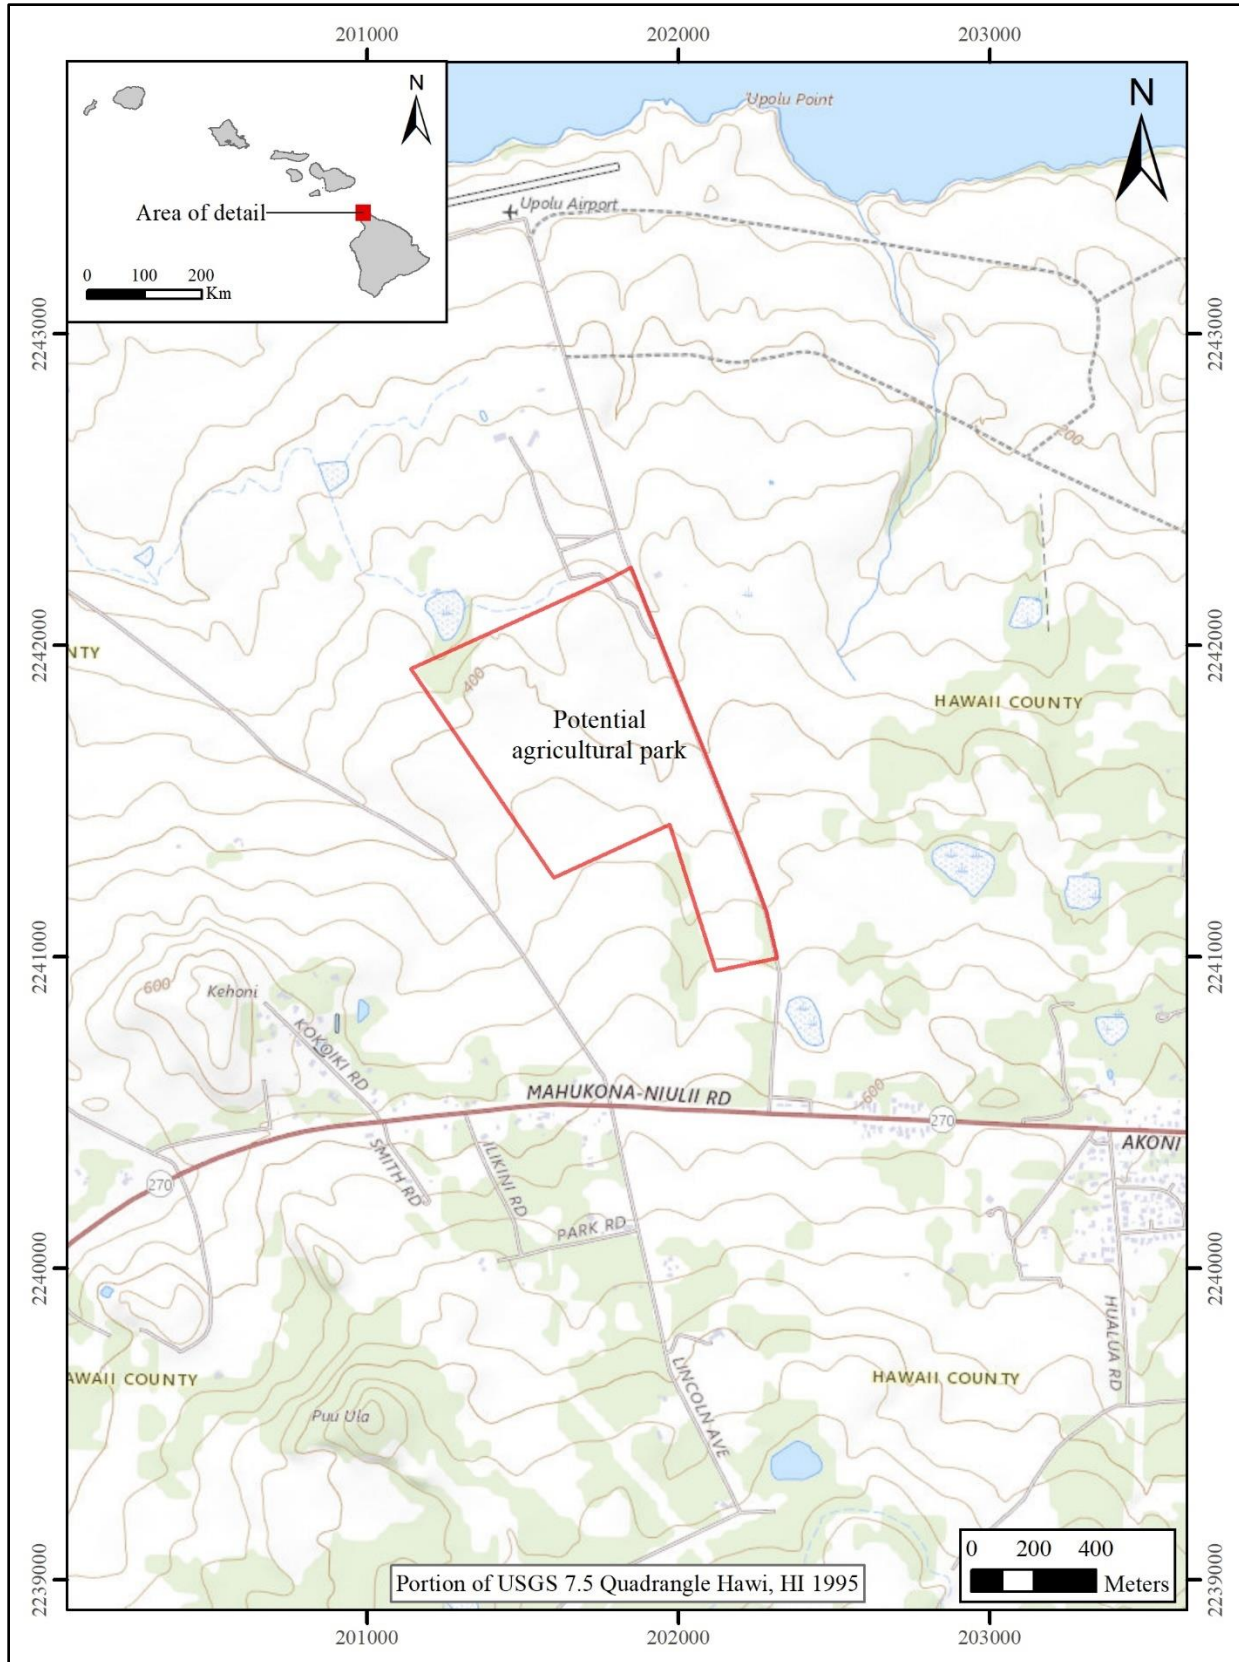 201000
202000
203000
N
Area of detail
0 100 200
Km
'Upolu Point
N
Upolu Airport
2243000
2243000
200
2242000
2242000
NTY
400
HAWAII COUNTY
Potential
agricultural park
2241000
2241000
600
Kehoni
KOKOIKI RD
MAHUKONA-NIULII RD
600
270
AKONI
SMITH RD
ILIKINI RD
270
PARK RD
2240000
2240000
HUALUA RD
LINCOLN AVE
AWAII COUNTY
HAWAII COUNTY
Puu Ula
0 200 400
Meters
Portion of USGS 7.5 Quadrangle Hawi, HI 1995
2239000
2239000
201000
202000
203000